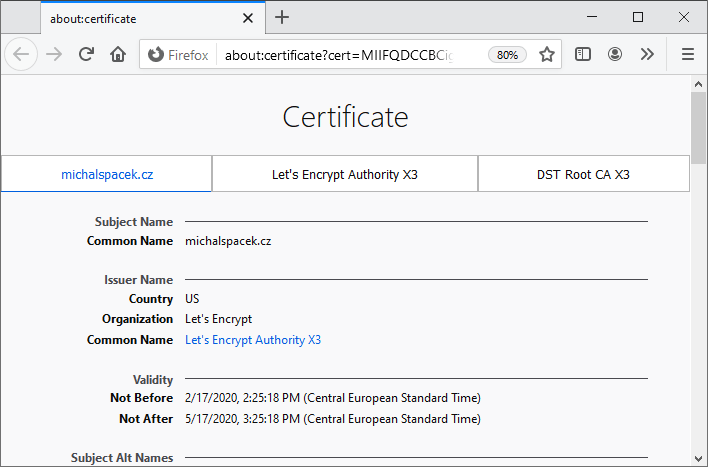 about:certificate
Firefox about:certificate?cert=MIIFQDCCBCig 80%
Certificate
michalspacek.cz Let's Encrypt Authority X3 DST Root CA X3
Subject Name
Common Name michalspacek.cz
Issuer Name
Country US
Organization Let's Encrypt
Common Name Let's Encrypt Authority X3
Validity
Not Before 2/17/2020, 2:25:18 PM (Central European Standard Time)
Not After 5/17/2020, 3:25:18 PM (Central European Standard Time)
Subject Alt Names